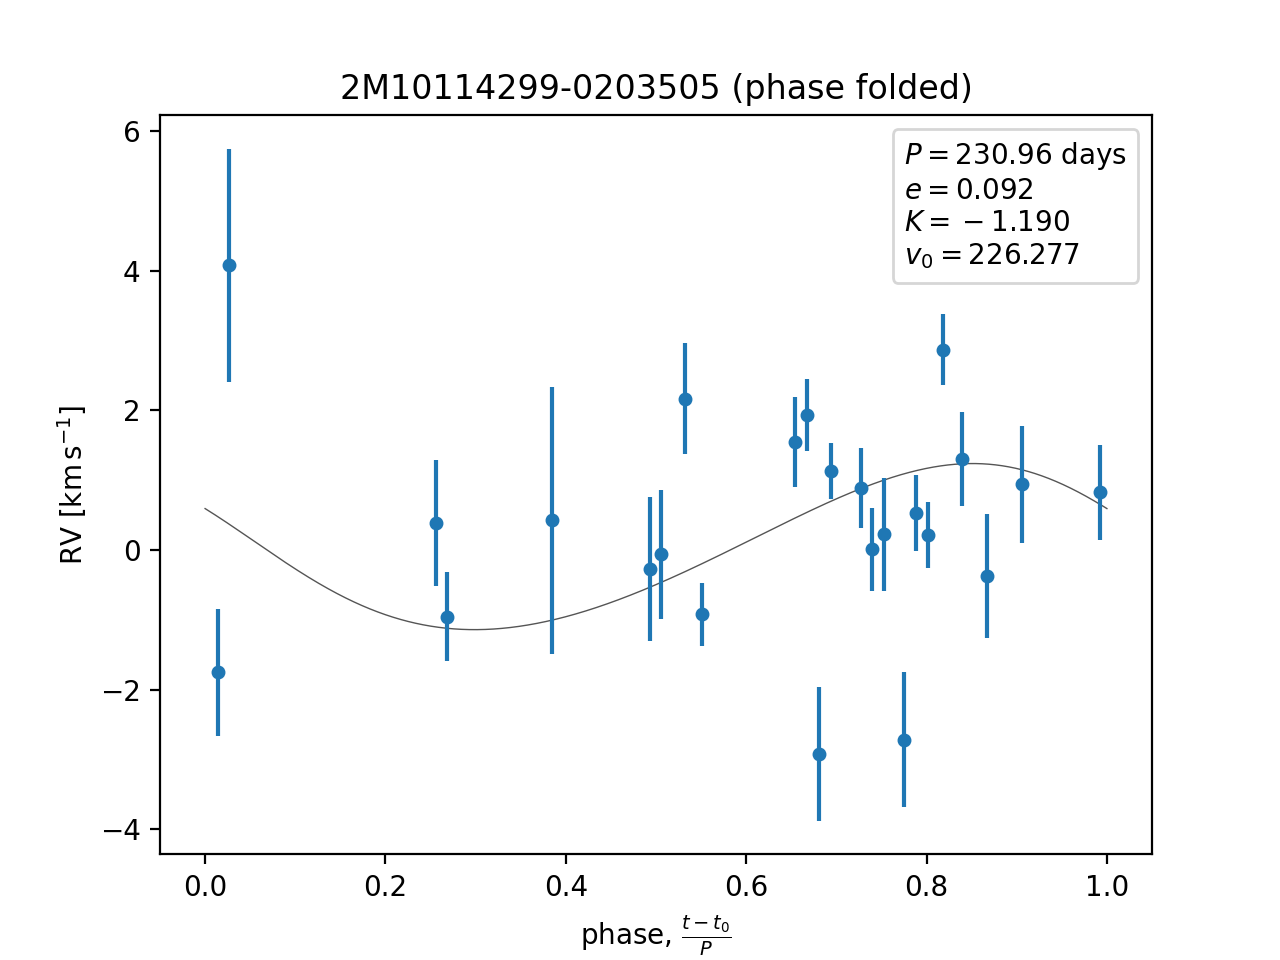 2M10114299-0203505 (phase folded)
P = 230.96 days
e = 0.092
K = −1.190
v₀ = 226.277
6
4
2
0
−2
−4
RV [km s⁻¹]
0.0 0.2 0.4 0.6 0.8 1.0
phase, (t − t₀)/P